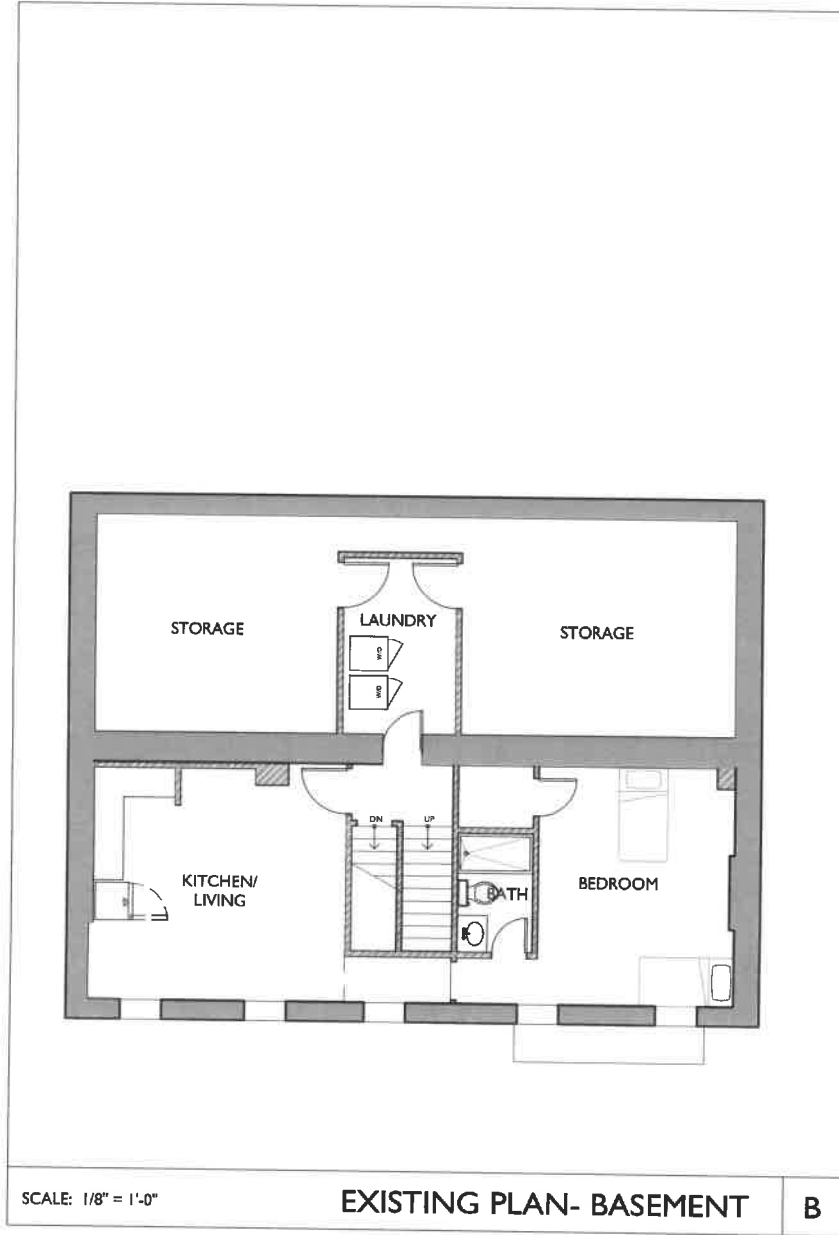 STORAGE
LAUNDRY
STORAGE
W/D
W/D
DN
UP
KITCHEN/
LIVING
BATH
BEDROOM
SCALE: 1/8" = 1'-0"
EXISTING PLAN- BASEMENT
B